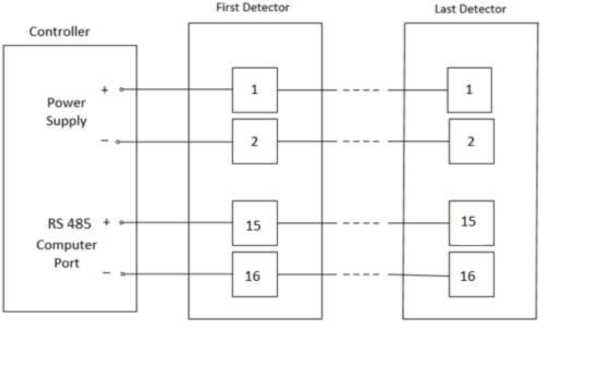 First Detector
Last Detector
Controller
+
1
1
Power
Supply
−
2
2
RS 485 +
15
15
Computer
Port
−
16
16